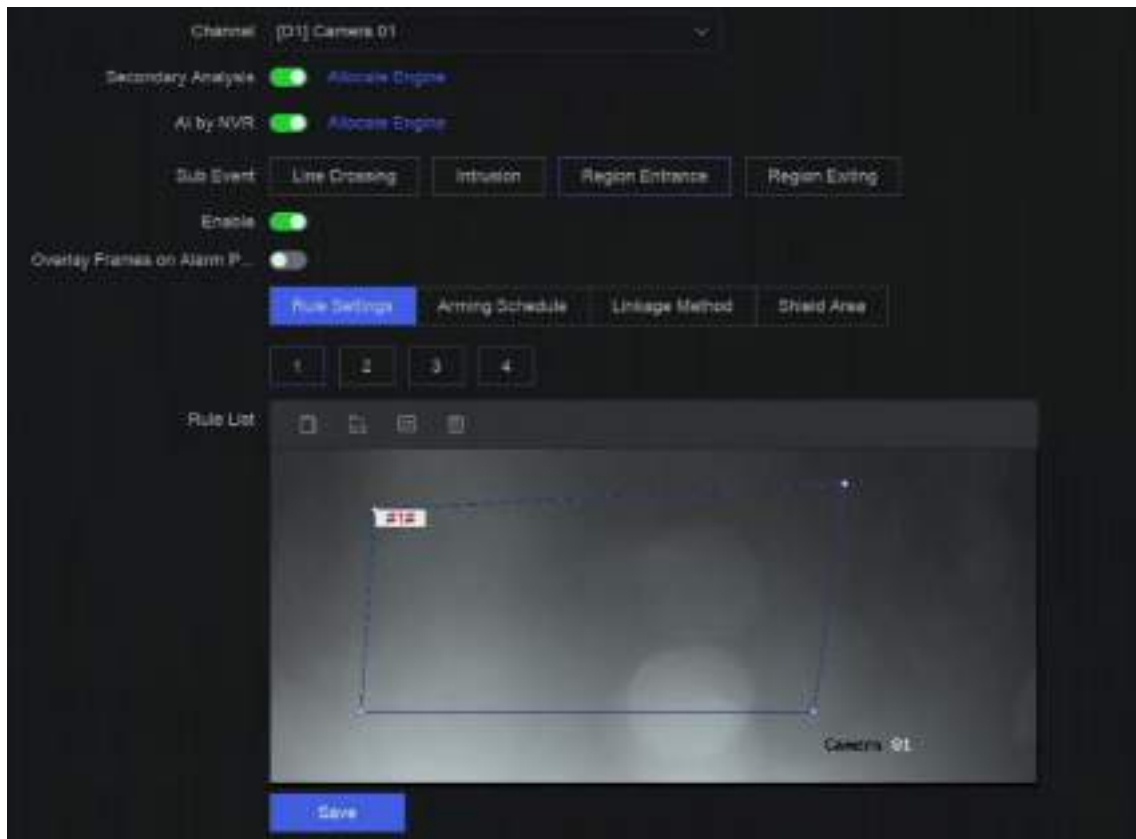 Channel [D1] Camera 01
Secondary Analysis Allocate Engine
AI by NVR Allocate Engine
Sub Event Line Crossing Intrusion Region Entrance Region Exiting
Enable
Overlay Frames on Alarm P...
Rule Settings Arming Schedule Linkage Method Shield Area
1 2 3 4
Rule List
#1#
Camera 01
Save